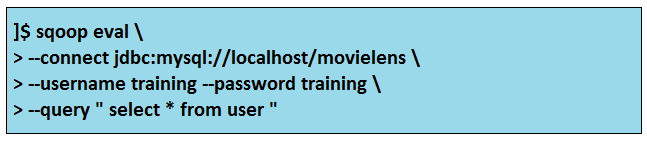 ]$ sqoop eval \
> --connect jdbc:mysql://localhost/movielens \
> --username training --password training \
> --query " select * from user "